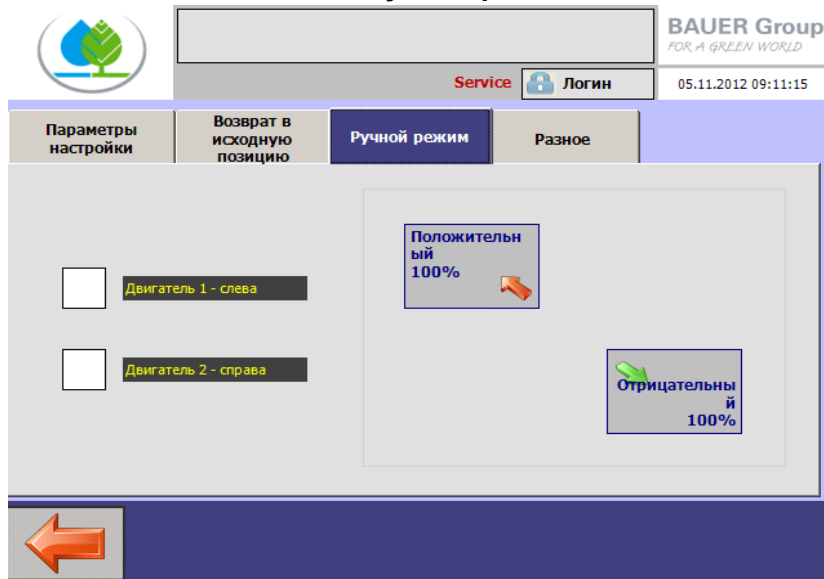 BAUER Group
FOR A GREEN WORLD
Service
Логин
05.11.2012 09:11:15
Параметры
настройки
Возврат в
исходную
позицию
Ручной режим
Разное
Положительн
ый
100%
Двигатель 1 - слева
Двигатель 2 - справа
Отрицательны
й
100%